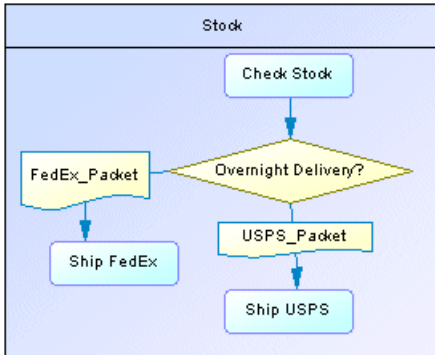 Stock
Check Stock
Overnight Delivery?
FedEx_Packet
USPS_Packet
Ship FedEx
Ship USPS